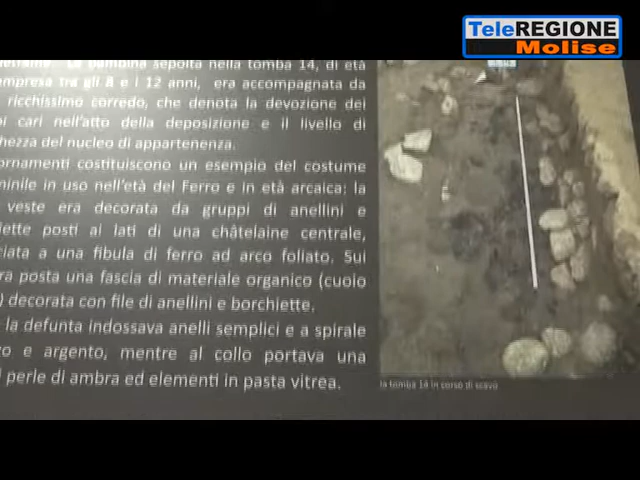 TeleREGIONE
Molise
bambina sepolta nella tomba 14, di età
tra gli 8 e i 12 anni, era accompagnata da
ricchissimo corredo, che denota la devozione dei
cari nell'atto della deposizione e il livello di
del nucleo di appartenenza.
ornamenti costituiscono un esempio del costume
in uso nell'età del Ferro e in età arcaica: la
veste era decorata da gruppi di anellini e
posti ai lati di una châtelaine centrale,
a una fibula di ferro ad arco foliato. Sui
posta una fascia di materiale organico (cuoio
) decorata con file di anellini e borchiette.
la defunta indossava anelli semplici e a spirale
e argento, mentre al collo portava una
perle di ambra ed elementi in pasta vitrea.
la tomba 14 in corso di scavo